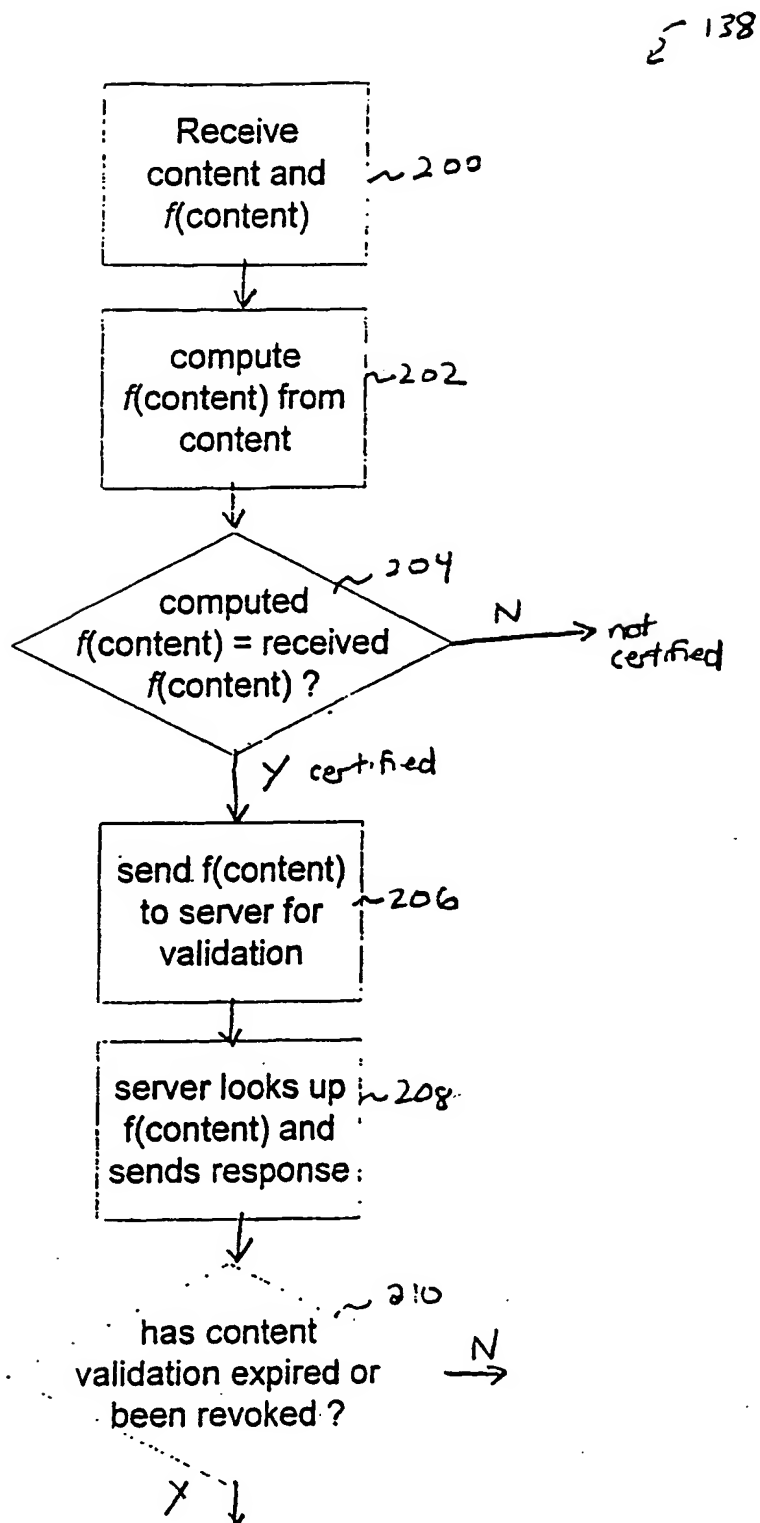 138
Receive
content and
f(content)
200
compute
f(content) from
content
202
204
computed
f(content) = received
f(content) ?
N
not
certified
Y certified
send f(content)
to server for
validation
206
server looks up
f(content) and
sends response
208
210
has content
validation expired or
been revoked ?
N
Y